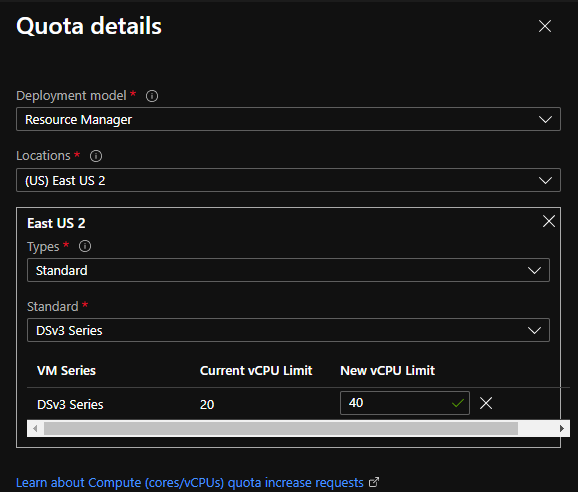 Quota details
Deployment model *
Resource Manager
Locations *
(US) East US 2
East US 2
Types *
Standard
Standard *
DSv3 Series
VM Series Current vCPU Limit New vCPU Limit
DSv3 Series 20 40
Learn about Compute (cores/vCPUs) quota increase requests